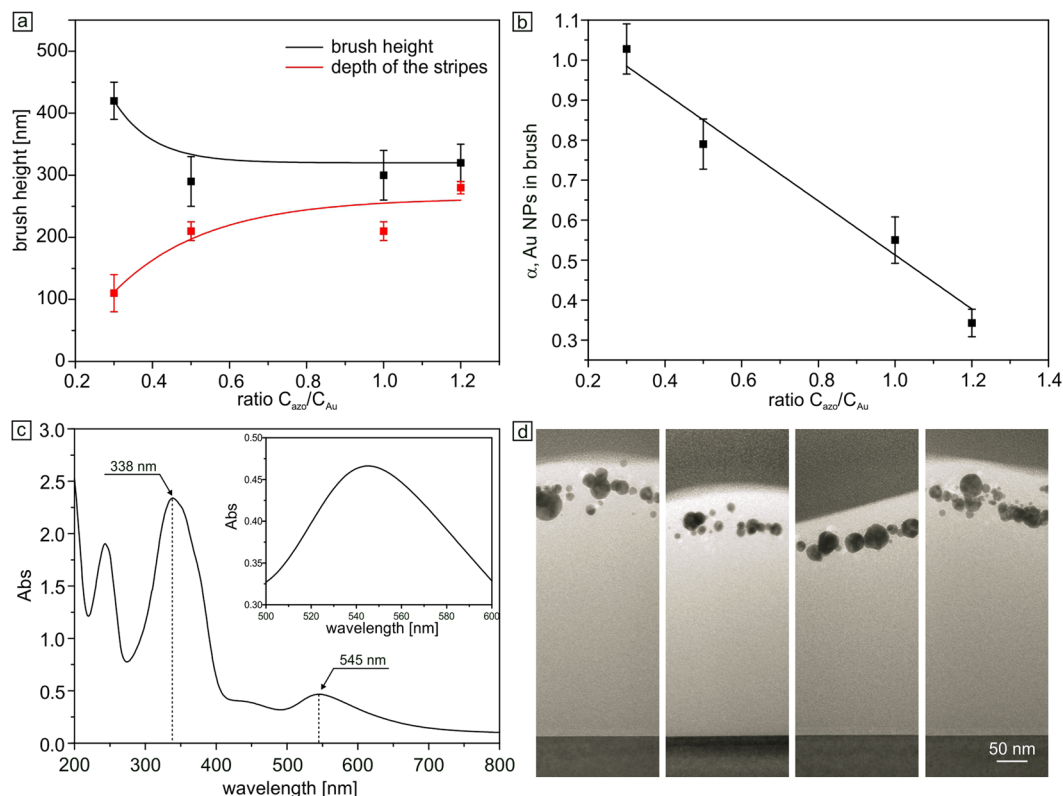 a
brush height
depth of the stripes
500
400
300
200
100
0
brush height [nm]
0.2 0.4 0.6 0.8 1.0 1.2
ratio C_azo/C_Au
b
1.1
1.0
0.9
0.8
0.7
0.6
0.5
0.4
0.3
α, Au NPs in brush
0.2 0.4 0.6 0.8 1.0 1.2 1.4
ratio C_azo/C_Au
c
3.0
2.5
2.0
1.5
1.0
0.5
0.0
Abs
338 nm
545 nm
200 300 400 500 600 700 800
wavelength [nm]
0.50
0.45
0.40
0.35
0.30
Abs
500 520 540 560 580 600
wavelength [nm]
d
50 nm